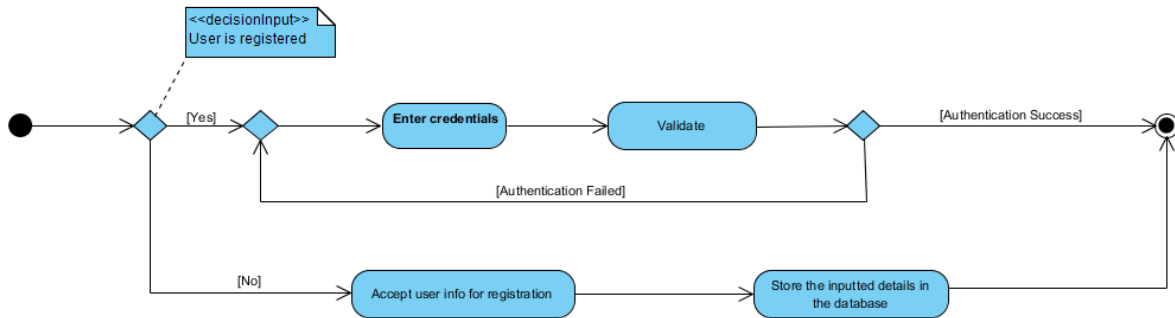 <<decisionInput>>
User is registered
[Yes]
Enter credentials
Validate
[Authentication Success]
[Authentication Failed]
[No]
Accept user info for registration
Store the inputted details in
the database